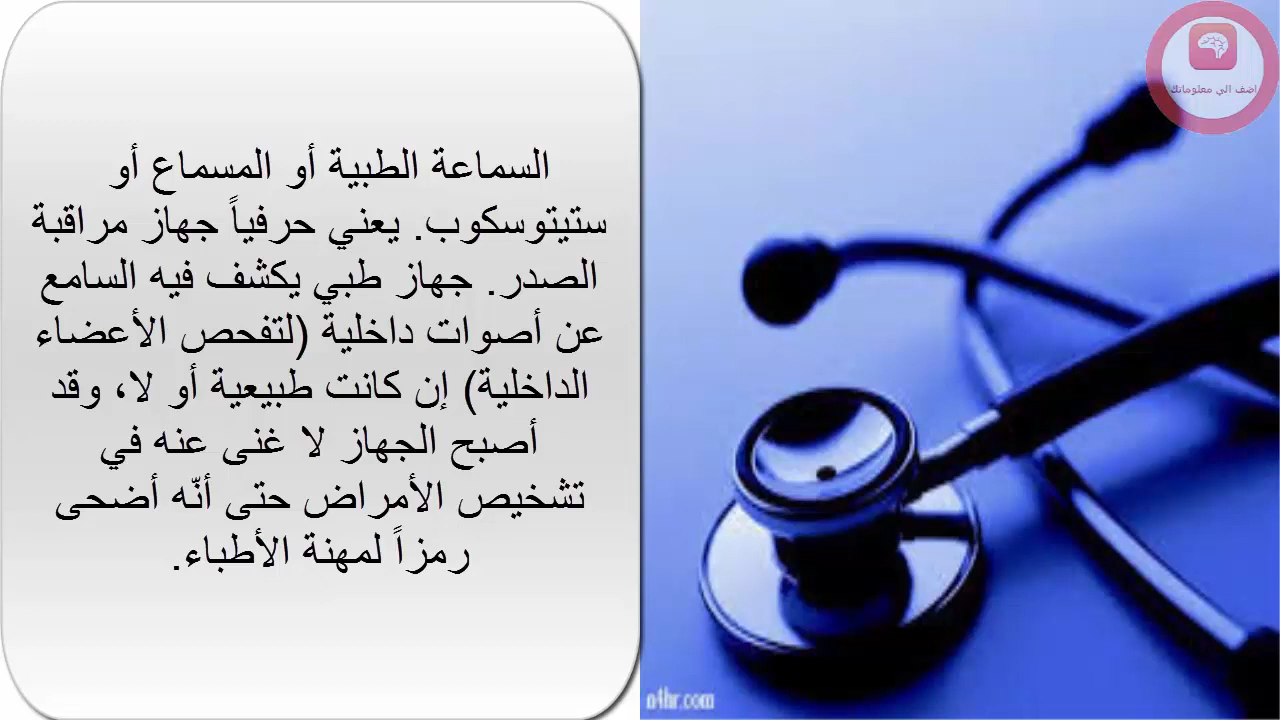 السماعة الطبية أو المسماع أو
ستيتوسكوب. يعني حرفياً جهاز مراقبة
الصدر. جهاز طبي يكشف فيه السامع
عن أصوات داخلية (لتفحص الأعضاء
الداخلية) إن كانت طبيعية أو لا، وقد
أصبح الجهاز لا غنى عنه في
تشخيص الأمراض حتى أنّه أضحى
رمزاً لمهنة الأطباء.
اضف الي معلوماتك
n4hr.com